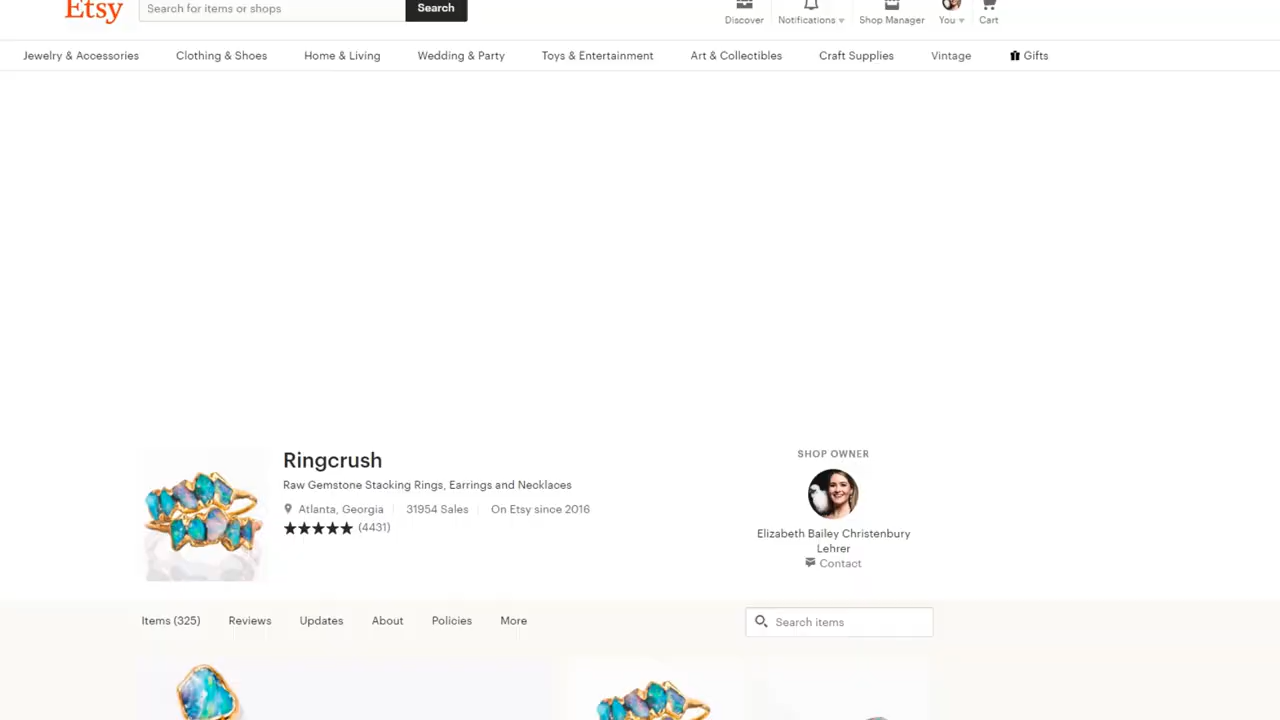 Etsy
Search for items or shops
Search
Discover
Notifications
Shop Manager
You
Cart
Jewelry & Accessories
Clothing & Shoes
Home & Living
Wedding & Party
Toys & Entertainment
Art & Collectibles
Craft Supplies
Vintage
Gifts
Ringcrush
Raw Gemstone Stacking Rings, Earrings and Necklaces
Atlanta, Georgia
31954 Sales
On Etsy since 2016
(4431)
SHOP OWNER
Elizabeth Bailey Christenbury
Lehrer
Contact
Items (325)
Reviews
Updates
About
Policies
More
Search items